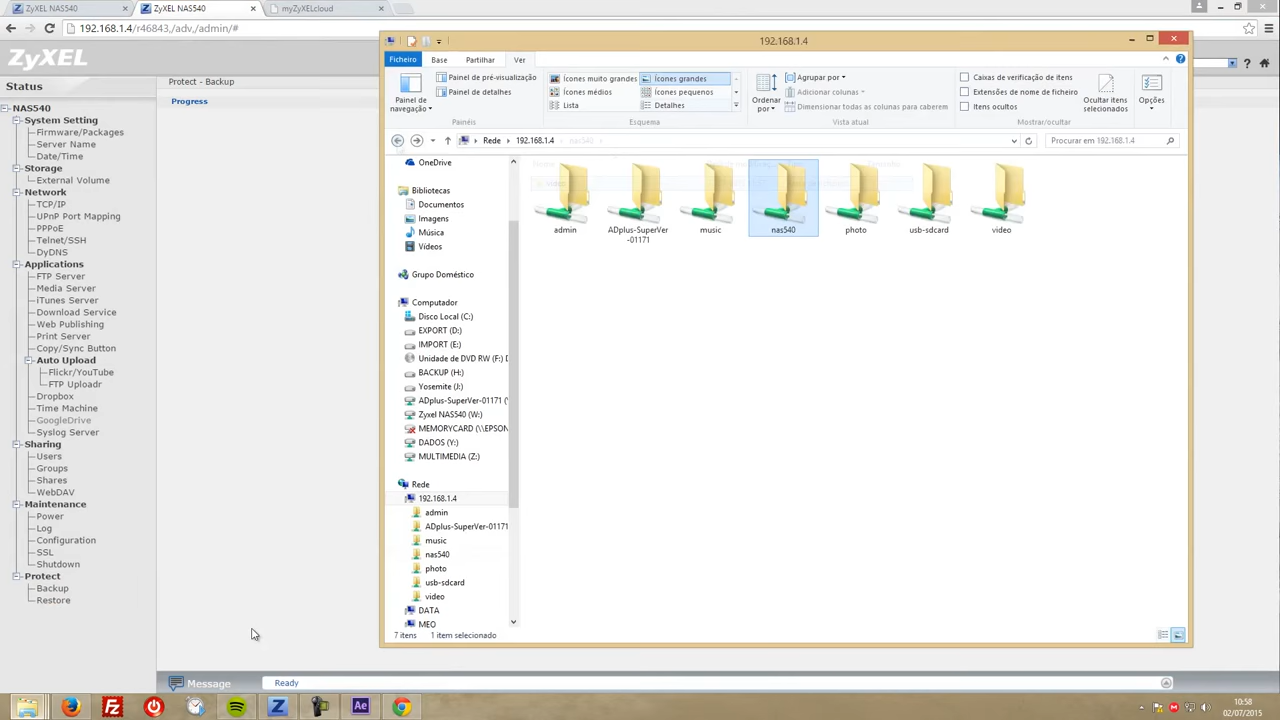 ZyXEL NAS540
ZyXEL NAS540
myZyXELcloud
192.168.1.4/r46843,/adv,/admin/#
ZyXEL
Status
NAS540
System Setting
Firmware/Packages
Server Name
Date/Time
Storage
External Volume
Network
TCP/IP
UPnP Port Mapping
PPPoE
Telnet/SSH
DyDNS
Applications
FTP Server
Media Server
iTunes Server
Download Service
Web Publishing
Print Server
Copy/Sync Button
Auto Upload
Flickr/YouTube
FTP Uploadr
Dropbox
Time Machine
GoogleDrive
Syslog Server
Sharing
Users
Groups
Shares
WebDAV
Maintenance
Power
Log
Configuration
SSL
Shutdown
Protect
Backup
Restore
Protect - Backup
Progress
192.168.1.4
Ficheiro
Base
Partilhar
Ver
Painel de navegação
Painel de pré-visualização
Painel de detalhes
Painéis
Ícones muito grandes
Ícones grandes
Ícones médios
Ícones pequenos
Lista
Detalhes
Esquema
Ordenar por
Agrupar por
Adicionar colunas
Dimensionar todas as colunas para caberem
Vista atual
Caixas de verificação de itens
Extensões de nome de ficheiro
Itens ocultos
Ocultar itens selecionados
Mostrar/ocultar
Opções
Rede
192.168.1.4
nas540
Procurar em 192.168.1.4
OneDrive
Bibliotecas
Documentos
Imagens
Música
Vídeos
Grupo Doméstico
Computador
Disco Local (C:)
EXPORT (D:)
IMPORT (E:)
Unidade de DVD RW (F:) D
BACKUP (H:)
Yosemite (J:)
ADplus-SuperVer-01171 (
Zyxel NAS540 (W:)
MEMORYCARD (\\EPSON
DADOS (Y:)
MULTIMEDIA (Z:)
Rede
192.168.1.4
admin
ADplus-SuperVer-01171
music
nas540
photo
usb-sdcard
video
DATA
MEO
admin
ADplus-SuperVer
-01171
music
nas540
photo
usb-sdcard
video
7 itens
1 item selecionado
Message
Ready
10:58
02/07/2015